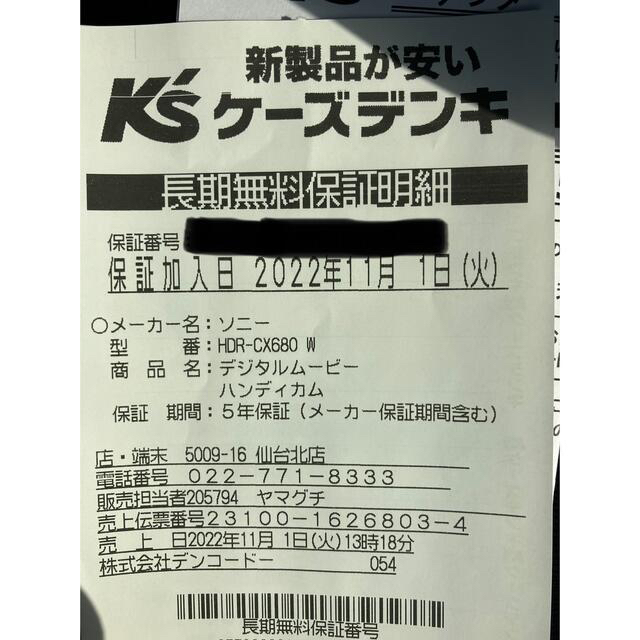 新製品が安い
K'S ケーズデンキ
長期無料保証明細
保証番号
保証加入日 2022年11月 1日(火)
○メーカー名：ソニー
型　　番：HDR-CX680 W
商 品 名：デジタルムービー
ハンディカム
保証 期間：５年保証（メーカー保証期間含む）
店・端末 5009-16 仙台北店
電話番号 022-771-8333
販売担当者205794 ヤマグチ
売上伝票番号23100-1626803-4
売 上 日2022年11月 1日(火)13時18分
株式会社デンコードー 054
長期無料保証番号